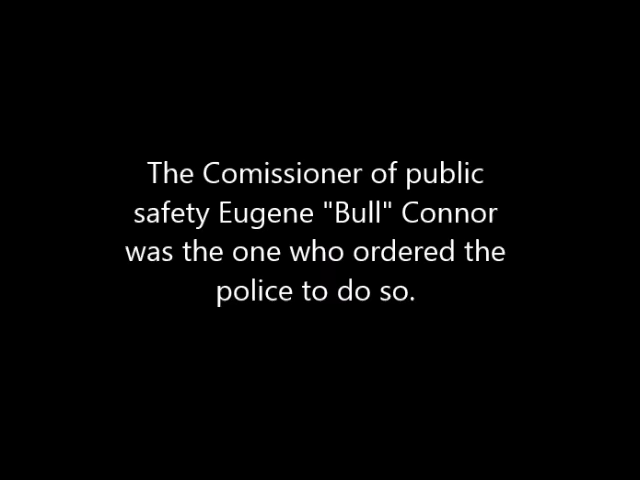 The Comissioner of public
safety Eugene "Bull" Connor
was the one who ordered the
police to do so.